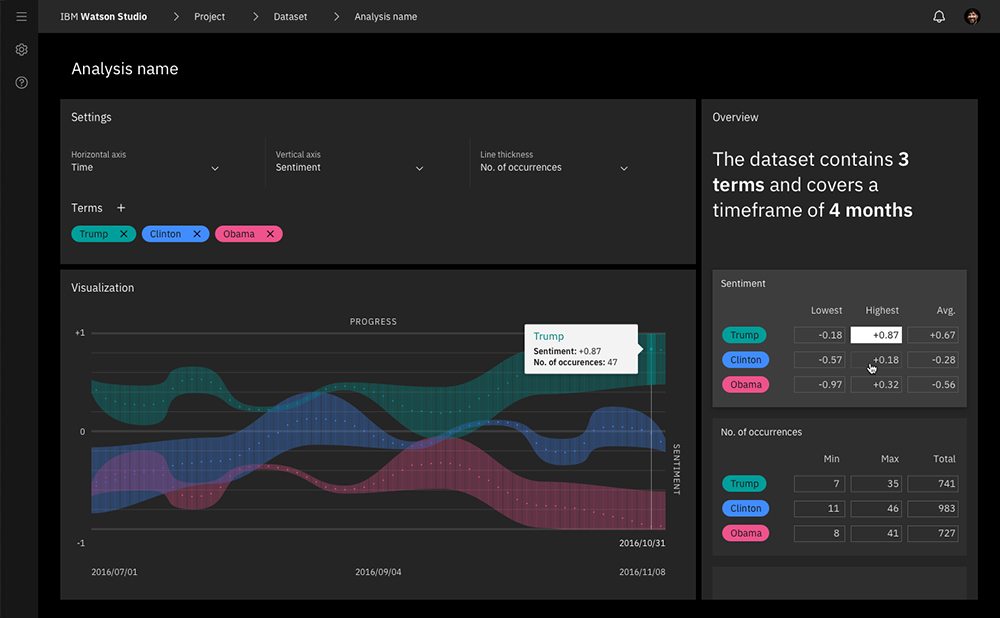 IBM Watson Studio
Project
Dataset
Analysis name
Analysis name
Settings
Horizontal axis
Time
Vertical axis
Sentiment
Line thickness
No. of occurrences
Terms +
Trump
Clinton
Obama
Visualization
PROGRESS
+1
0
-1
Trump
Sentiment: +0.87
No. of occurences: 47
SENTIMENT
2016/10/31
2016/07/01
2016/09/04
2016/11/08
Overview
The dataset contains 3
terms and covers a
timeframe of 4 months
Sentiment
Lowest Highest Avg.
Trump -0.18 +0.87 +0.67
Clinton -0.57 +0.18 -0.28
Obama -0.97 +0.32 -0.56
No. of occurrences
Min Max Total
Trump 7 35 741
Clinton 11 46 983
Obama 8 41 727